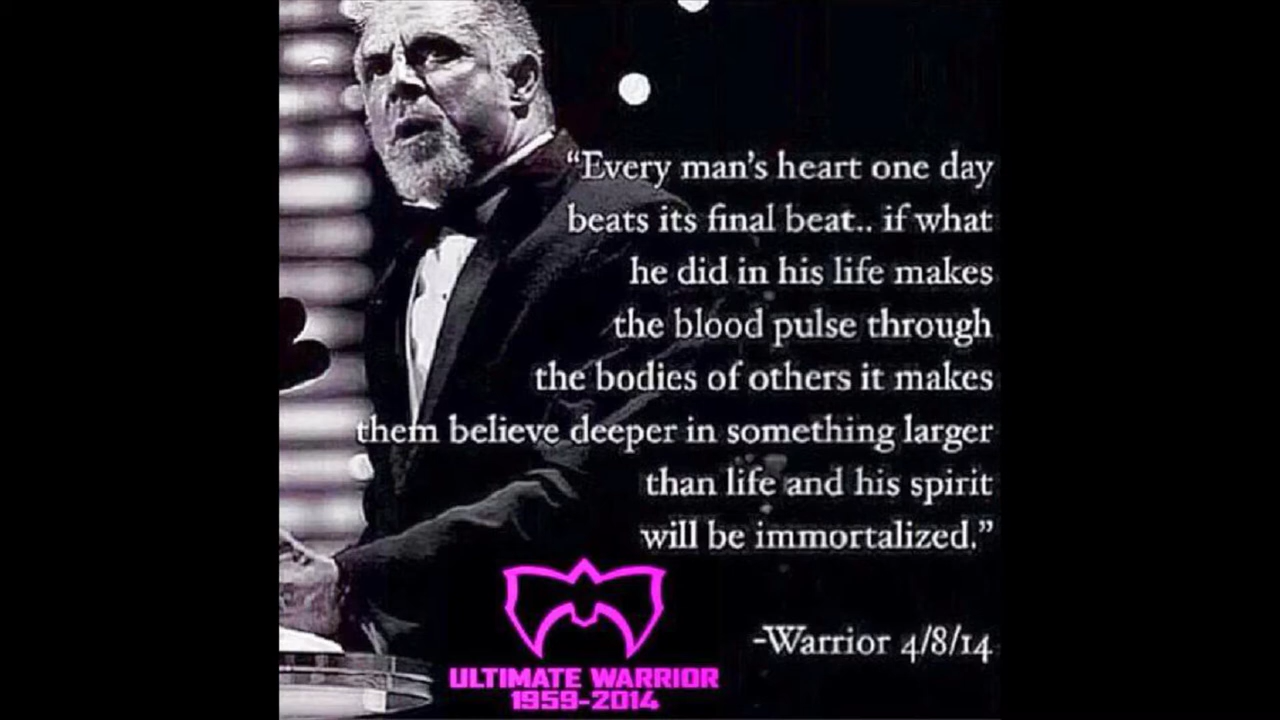 “Every man’s heart one day
beats its final beat.. if what
he did in his life makes
the blood pulse through
the bodies of others it makes
them believe deeper in something larger
than life and his spirit
will be immortalized.”
-Warrior 4/8/14
ULTIMATE WARRIOR
1959-2014